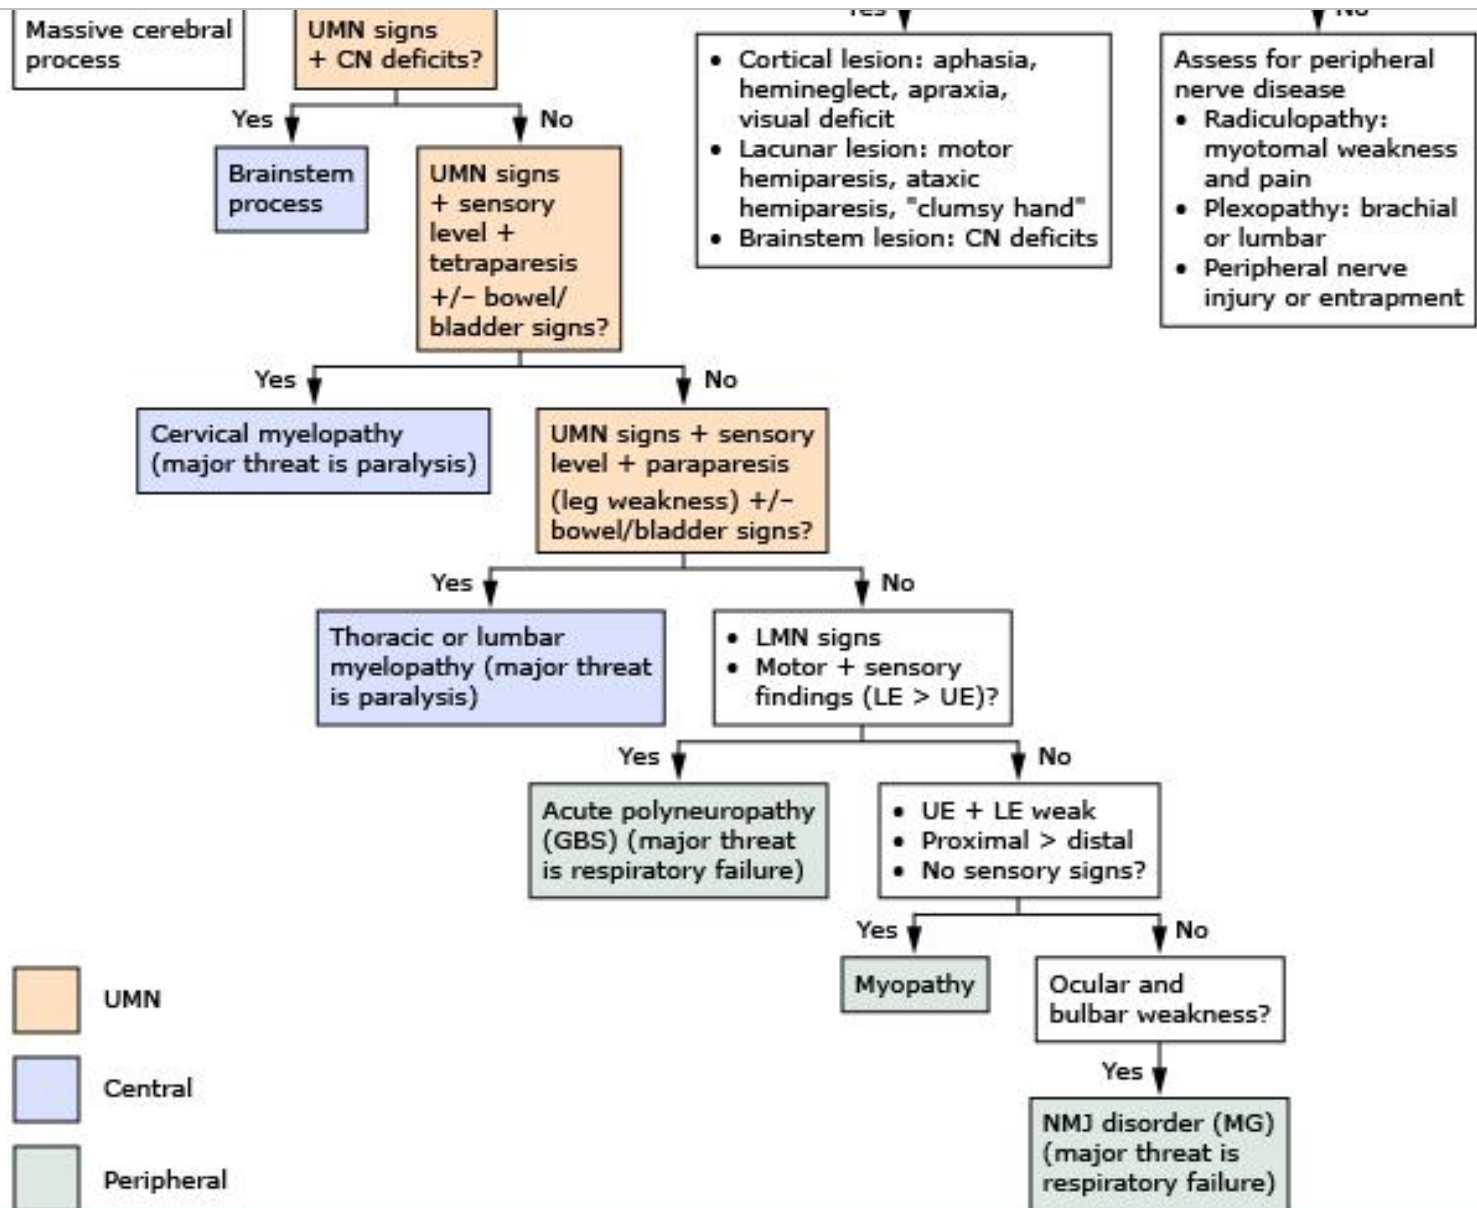 Massive cerebral
process
UMN signs
+ CN deficits?
Yes
No
Yes
No
Brainstem
process
UMN signs
+ sensory
level +
tetraparesis
+/– bowel/
bladder signs?
• Cortical lesion: aphasia,
hemineglect, apraxia,
visual deficit
• Lacunar lesion: motor
hemiparesis, ataxic
hemiparesis, "clumsy hand"
• Brainstem lesion: CN deficits
Assess for peripheral
nerve disease
• Radiculopathy:
myotomal weakness
and pain
• Plexopathy: brachial
or lumbar
• Peripheral nerve
injury or entrapment
Yes
No
Cervical myelopathy
(major threat is paralysis)
UMN signs + sensory
level + paraparesis
(leg weakness) +/–
bowel/bladder signs?
Yes
No
Thoracic or lumbar
myelopathy (major threat
is paralysis)
• LMN signs
• Motor + sensory
findings (LE > UE)?
Yes
No
Acute polyneuropathy
(GBS) (major threat
is respiratory failure)
• UE + LE weak
• Proximal > distal
• No sensory signs?
Yes
No
Myopathy
Ocular and
bulbar weakness?
Yes
NMJ disorder (MG)
(major threat is
respiratory failure)
UMN
Central
Peripheral